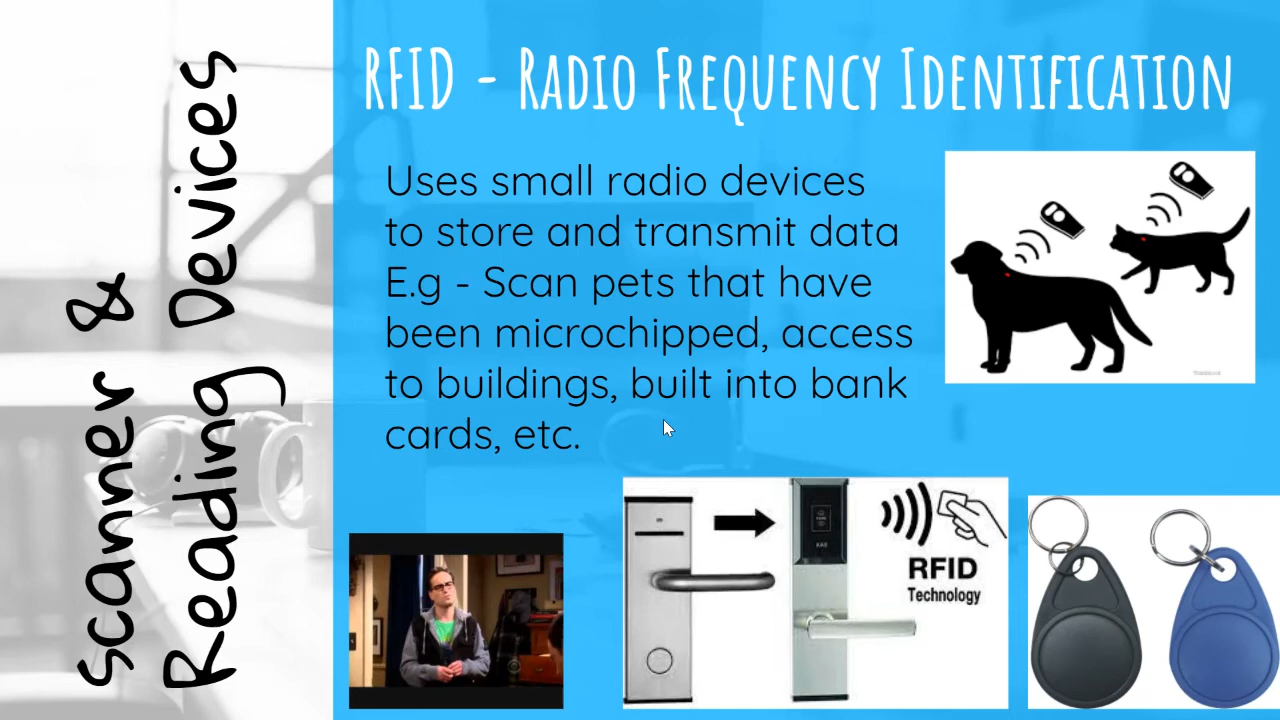 Scanner &
Reading Devices
RFID - Radio Frequency Identification
Uses small radio devices
to store and transmit data
E.g - Scan pets that have
been microchipped, access
to buildings, built into bank
cards, etc.
RFID
Technology